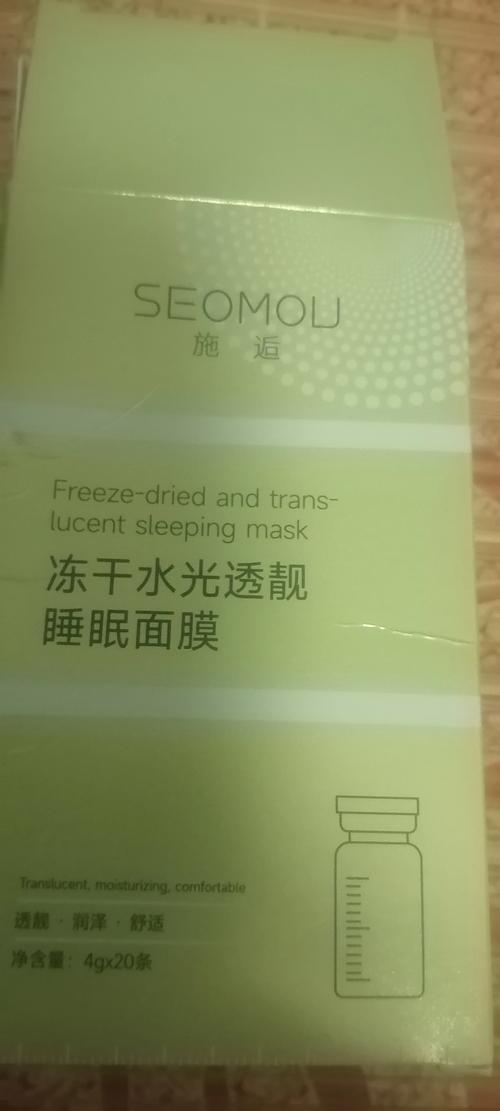 SEOMOU
施 逅
Freeze-dried and trans-
lucent sleeping mask
冻干水光透靓
睡眠面膜
Translucent, moisturizing, comfortable
透靓 · 润泽 · 舒适
净含量：4gx20条